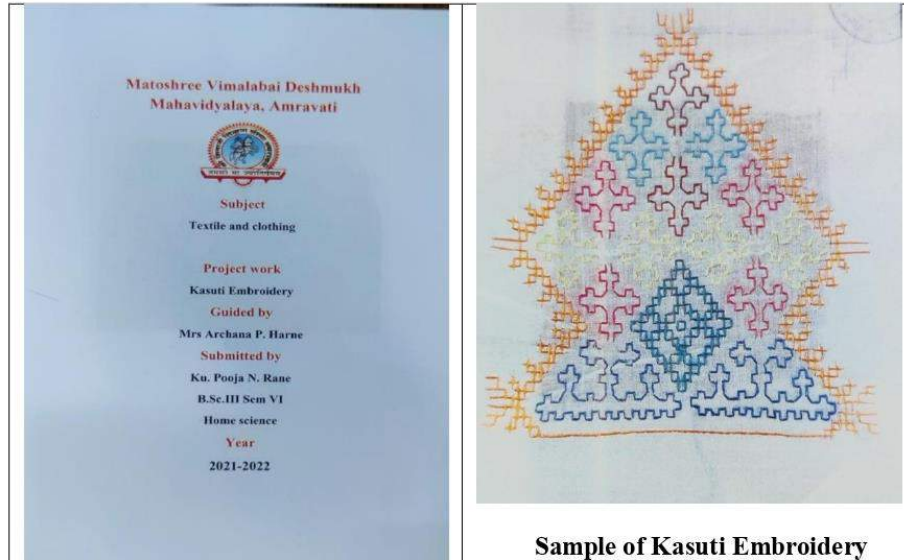 Matoshree Vimalabai Deshmukh
Mahavidyalaya, Amravati
Subject
Textile and clothing
Project work
Kasuti Embroidery
Guided by
Mrs Archana P. Harne
Submitted by
Ku. Pooja N. Rane
B.Sc.III Sem VI
Home science
Year
2021-2022
Sample of Kasuti Embroidery